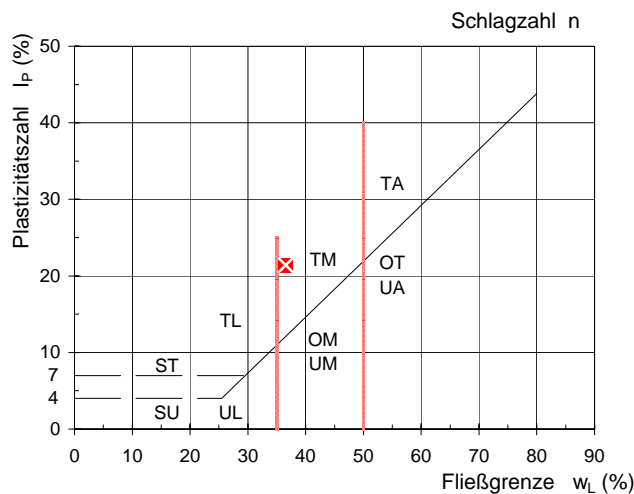 Schlagzahl n
Plastizitätszahl I_P (%)
50
40
30
20
10
7
4
0
TA
TM
OT
UA
TL
OM
UM
ST
SU
UL
0 10 20 30 40 50 60 70 80 90
Fließgrenze w_L (%)